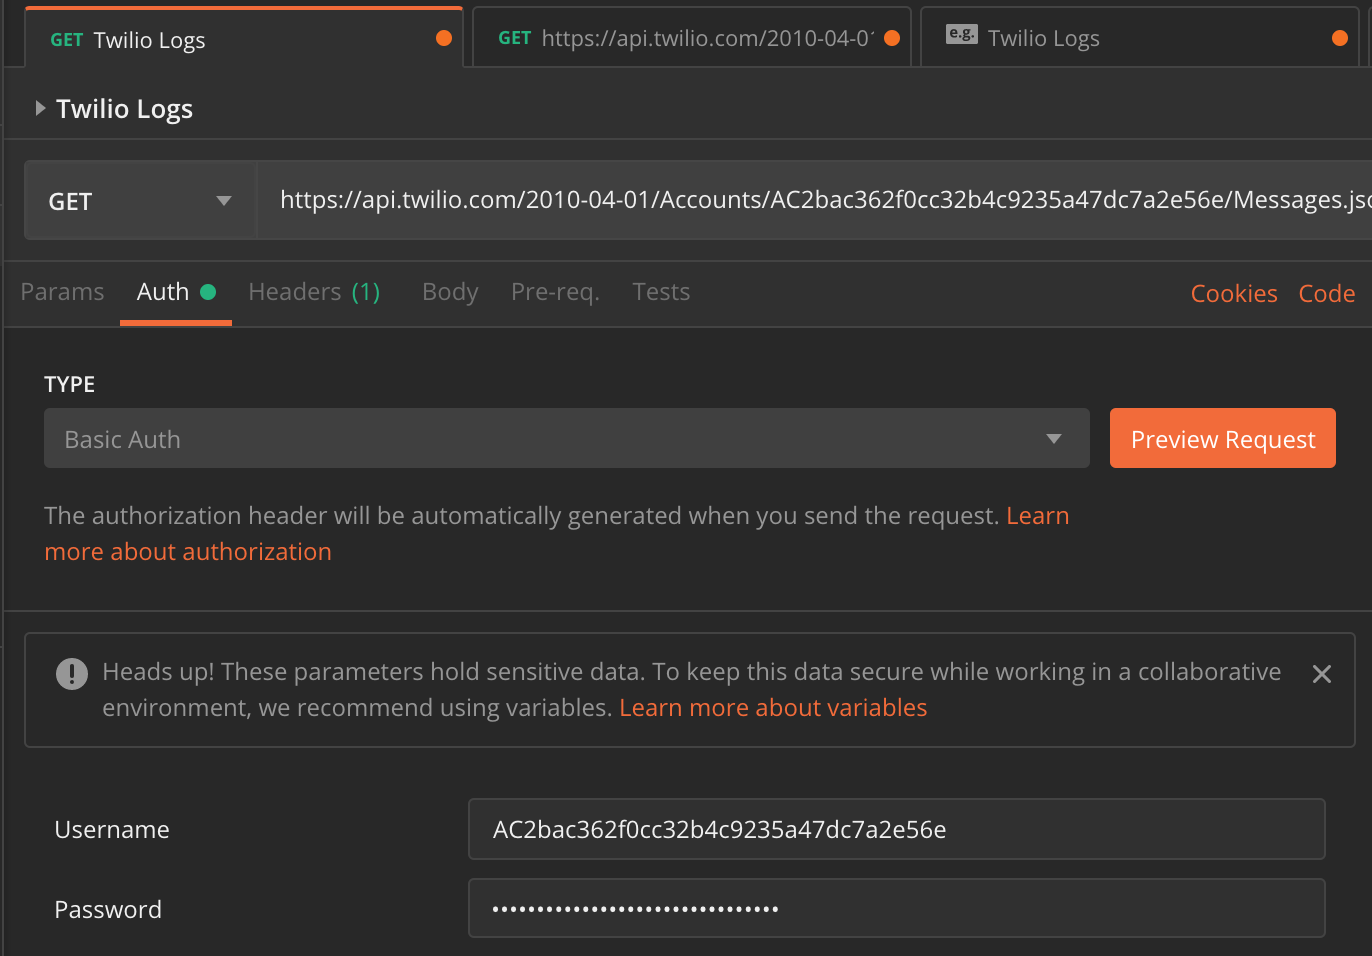 GET Twilio Logs
GET https://api.twilio.com/2010-04-01
e.g. Twilio Logs
Twilio Logs
GET
https://api.twilio.com/2010-04-01/Accounts/AC2bac362f0cc32b4c9235a47dc7a2e56e/Messages.jso
Params Auth Headers (1) Body Pre-req. Tests Cookies Code
TYPE
Basic Auth
Preview Request
The authorization header will be automatically generated when you send the request. Learn
more about authorization
Heads up! These parameters hold sensitive data. To keep this data secure while working in a collaborative
environment, we recommend using variables. Learn more about variables
Username AC2bac362f0cc32b4c9235a47dc7a2e56e
Password ••••••••••••••••••••••••••••••••